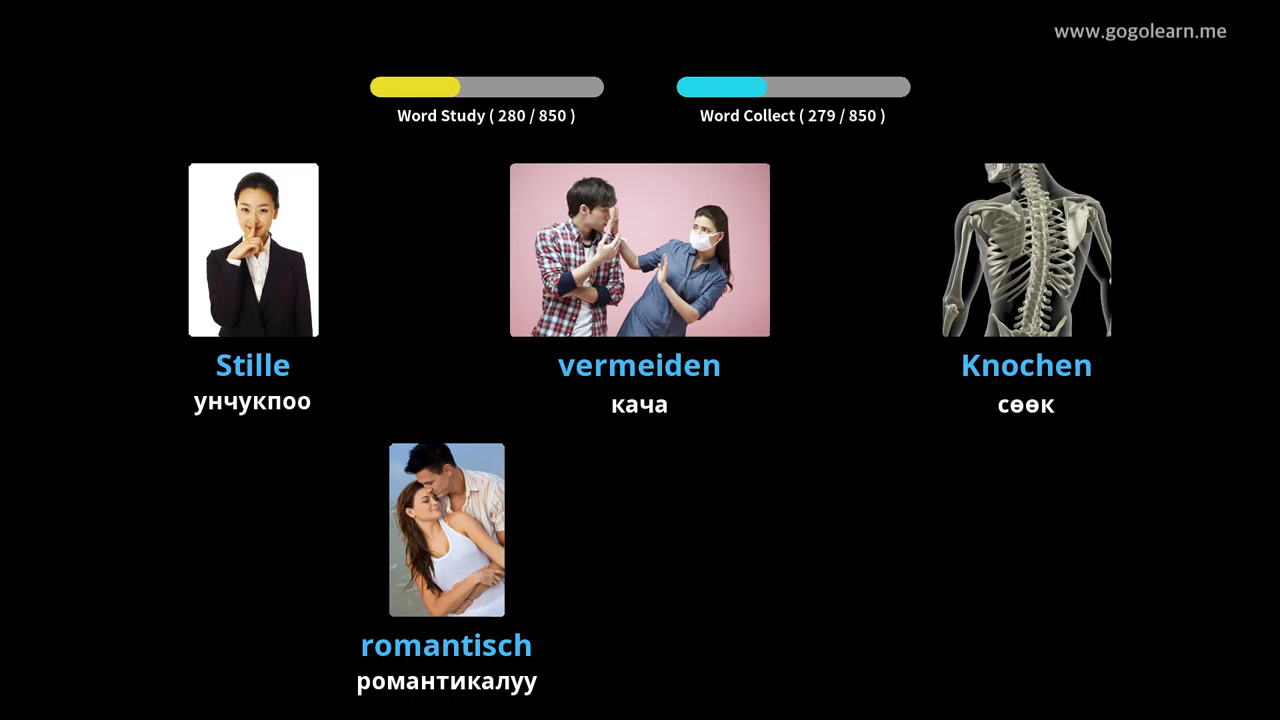 www.gogolearn.me
Word Study ( 280 / 850 )
Word Collect ( 279 / 850 )
Stille
унчукпоо
vermeiden
кача
Knochen
сөөк
romantisch
романтикалуу